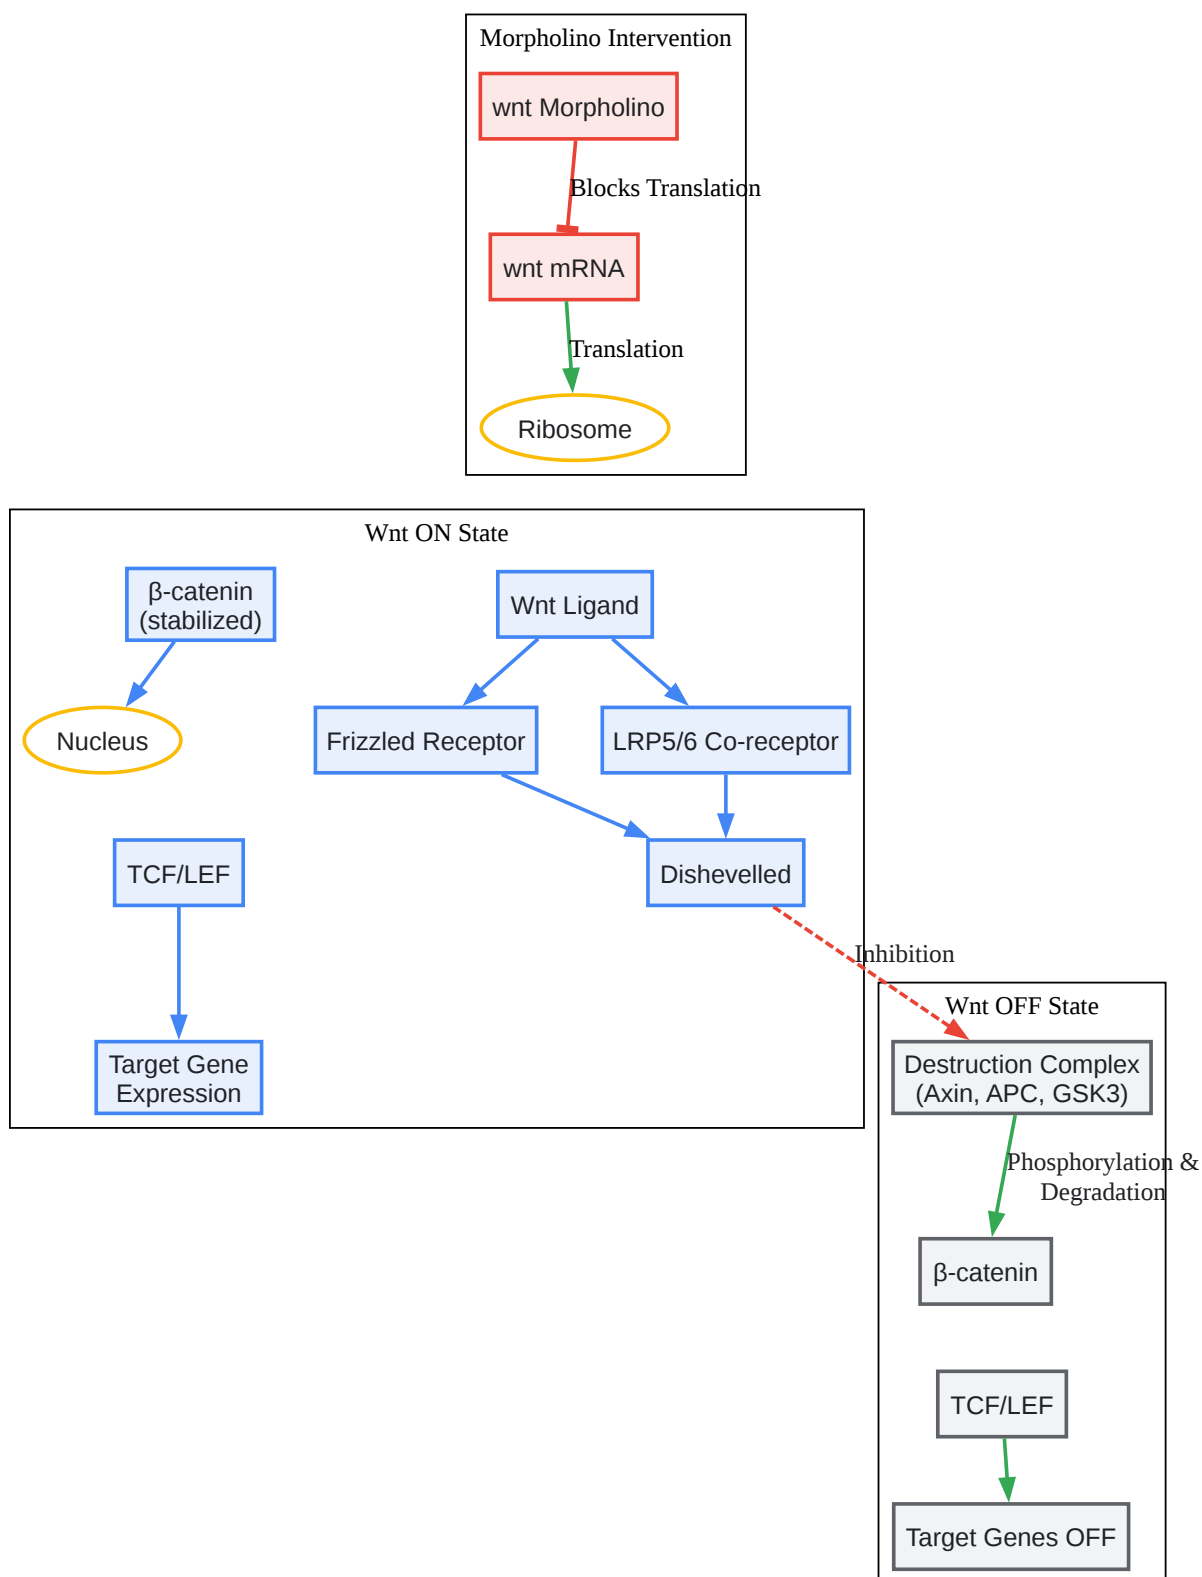 Morpholino Intervention
wnt Morpholino
Blocks Translation
wnt mRNA
Translation
Ribosome
Wnt ON State
β-catenin
(stabilized)
Wnt Ligand
Nucleus
Frizzled Receptor
LRP5/6 Co-receptor
TCF/LEF
Dishevelled
Inhibition
Target Gene
Expression
Wnt OFF State
Destruction Complex
(Axin, APC, GSK3)
Phosphorylation &
Degradation
β-catenin
TCF/LEF
Target Genes OFF